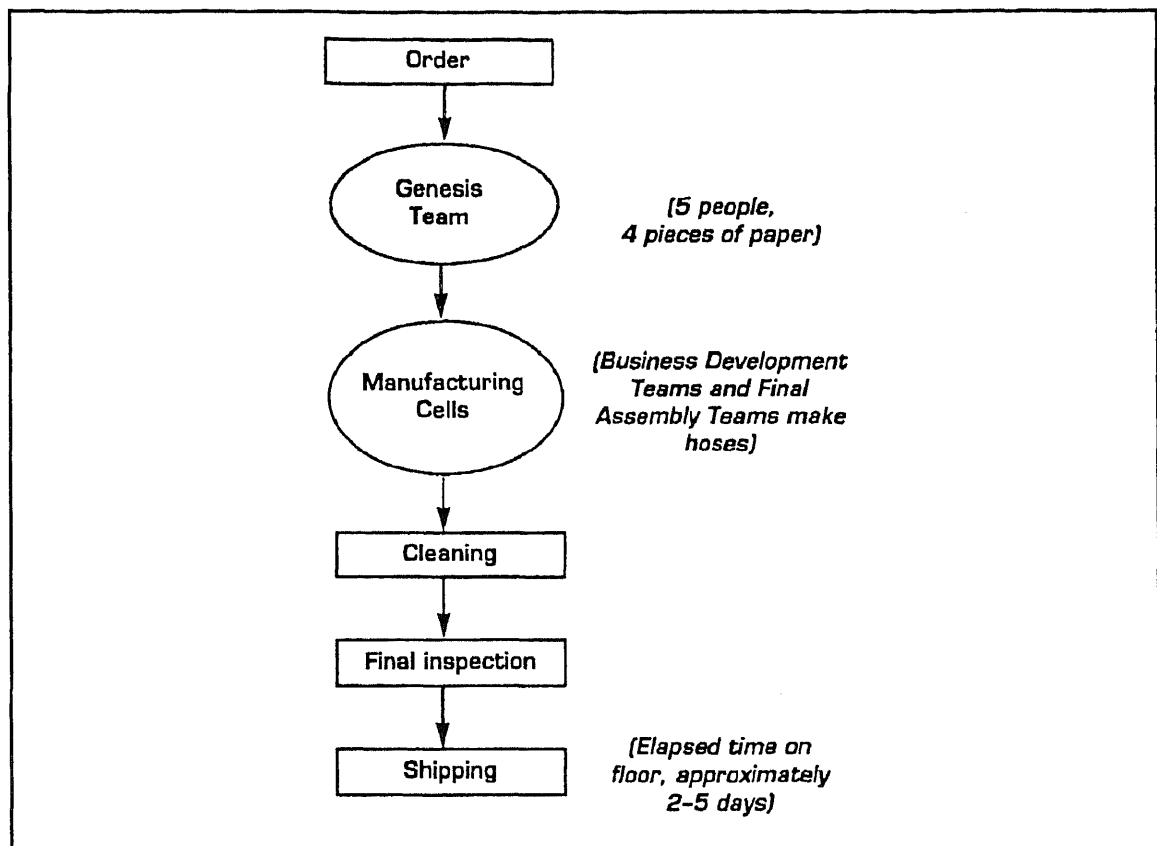 Order
Genesis
Team
(5 people,
4 pieces of paper)
Manufacturing
Cells
(Business Development
Teams and Final
Assembly Teams make
hoses)
Cleaning
Final inspection
Shipping
(Elapsed time on
floor, approximately
2–5 days)